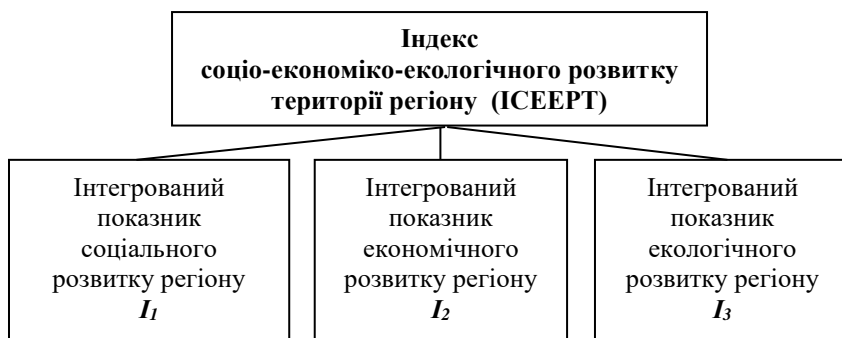 Індекс
соціо-економіко-екологічного розвитку
території регіону (ІСЕЕРТ)
Інтегрований
показник
соціального
розвитку регіону
I1
Інтегрований
показник
економічного
розвитку регіону
I2
Інтегрований
показник
екологічного
розвитку регіону
I3